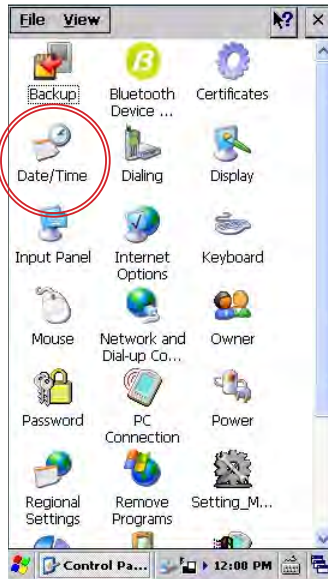 File View
?
×
Backup
Bluetooth
Device ...
Certificates
Date/Time
Dialing
Display
Input Panel
Internet
Options
Keyboard
Mouse
Network and
Dial-up Co...
Owner
Password
PC
Connection
Power
Regional
Settings
Remove
Programs
Setting_M...
Control Pa...
12:08 PM